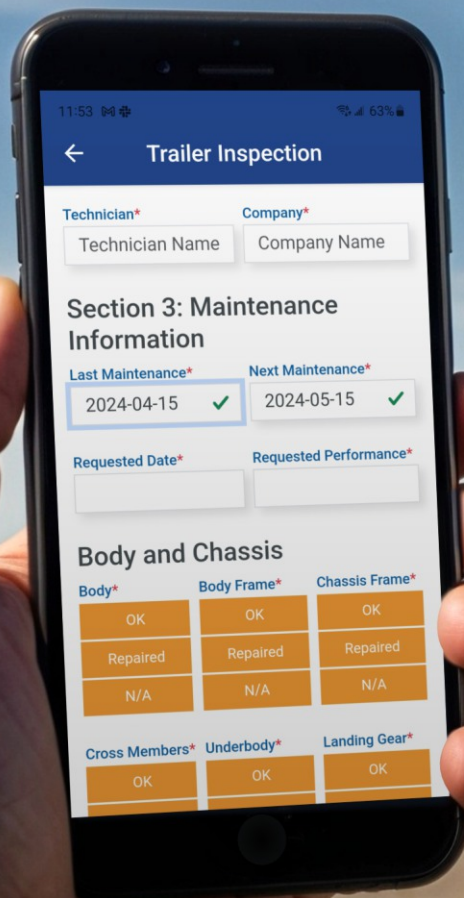 11:53 63%
Trailer Inspection
Technician* Company*
Technician Name Company Name
Section 3: Maintenance
Information
Last Maintenance* Next Maintenance*
2024-04-15 2024-05-15
Requested Date* Requested Performance*
Body and Chassis
Body* Body Frame* Chassis Frame*
OK OK OK
Repaired Repaired Repaired
N/A N/A N/A
Cross Members* Underbody* Landing Gear*
OK OK OK